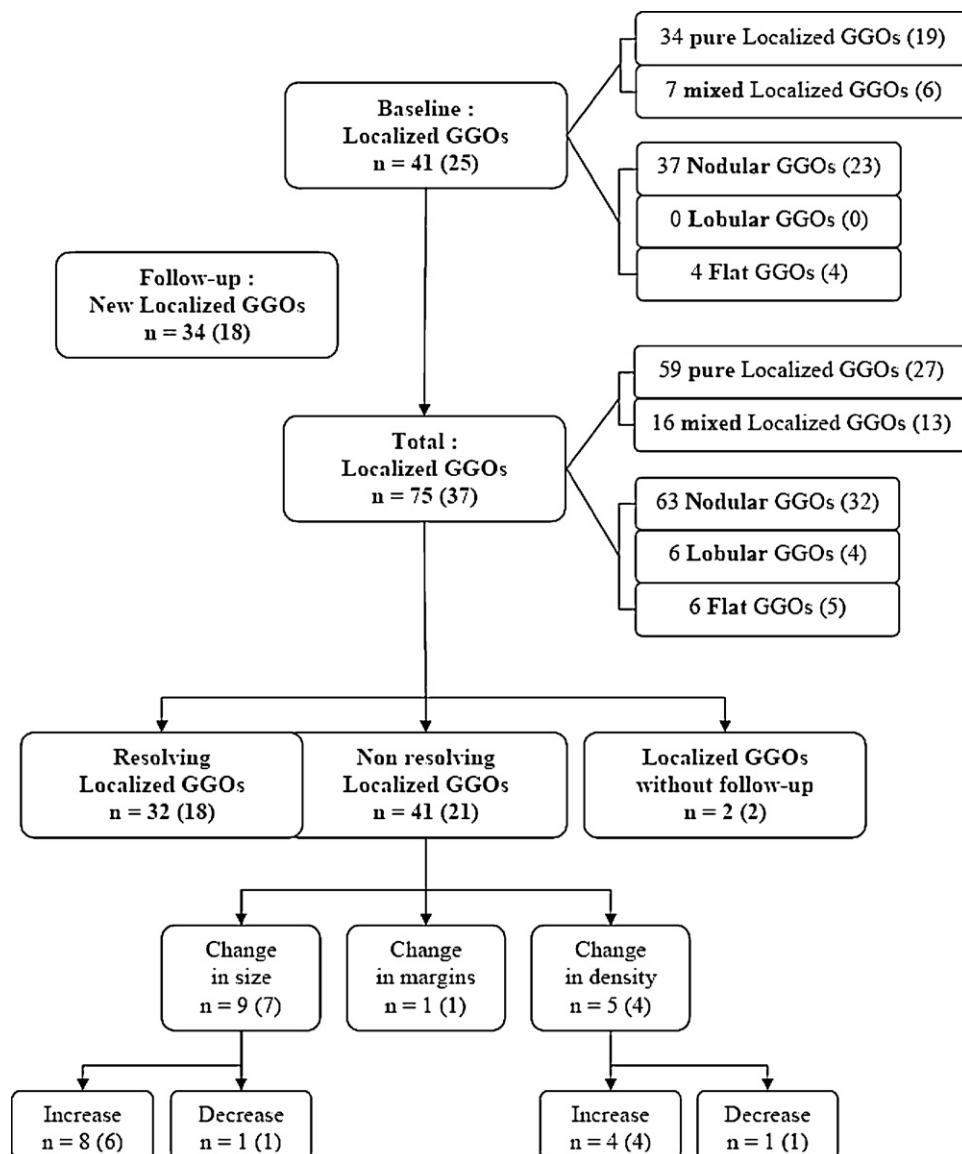 34 pure Localized GGOs (19)
7 mixed Localized GGOs (6)
Baseline :
Localized GGOs
n = 41 (25)
37 Nodular GGOs (23)
0 Lobular GGOs (0)
4 Flat GGOs (4)
Follow-up :
New Localized GGOs
n = 34 (18)
59 pure Localized GGOs (27)
16 mixed Localized GGOs (13)
Total :
Localized GGOs
n = 75 (37)
63 Nodular GGOs (32)
6 Lobular GGOs (4)
6 Flat GGOs (5)
Resolving
Localized GGOs
n = 32 (18)
Non resolving
Localized GGOs
n = 41 (21)
Localized GGOs
without follow-up
n = 2 (2)
Change
in size
n = 9 (7)
Change
in margins
n = 1 (1)
Change
in density
n = 5 (4)
Increase
n = 8 (6)
Decrease
n = 1 (1)
Increase
n = 4 (4)
Decrease
n = 1 (1)